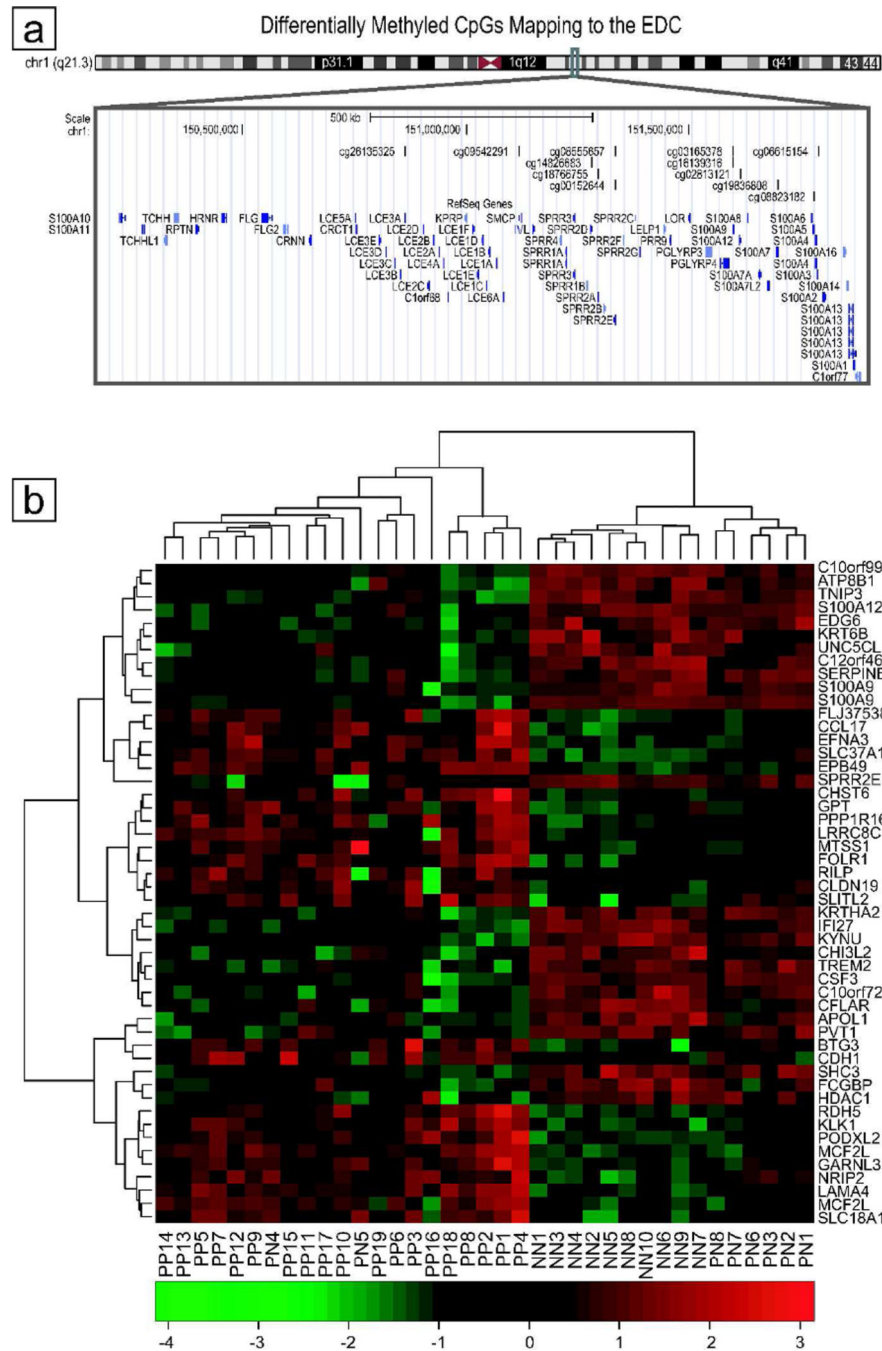 a
Differentially Methyled CpGs Mapping to the EDC
chr1 (q21.3) p31.1 1q12 q41 43 44
Scale 500 kb
chr1: 150,500,000 151,000,000 151,500,000
cg26135325 cg09542291 cg08555657 cg03165378 cg06615154
cg14826683 cg16139316
cg18766755 cg02813121
cg00152644 cg19836808
cg08823182
RefSeq Genes
S100A10 TCHH HRNR FLG LCE5A LCE3A KPRP SMCP SPRR3 SPRR2C LOR S100A8 S100A6
S100A11 RPTN FLG2 CRCT1 LCE2D LCE1F VL SPRR2D LELP1 S100A9 S100A5
TCHHL1 CRNN LCE3E LCE2B LCE1D SPRR4 SPRR2F PRR9 S100A12 S100A4
LCE3D LCE2A LCE1B SPRR1A SPRR2G PGLYRP3 S100A7 S100A16
LCE3C LCE4A LCE1A SPRR1A PGLYRP4 S100A4
LCE3B LCE1E SPRR3 S100A7A S100A3
LCE2C LCE1C SPRR1B S100A7L2 S100A14
C1orf68 LCE6A SPRR2A S100A2
SPRR2B S100A13
SPRR2E S100A13
S100A13
S100A13
S100A13
S100A1
C1orf77
b
C10orf99
ATP8B1
TNIP3
S100A12
EDG6
KRT6B
UNC5CL
C12orf46
SERPINE
S100A9
S100A9
FLJ37538
CCL17
EFNA3
SLC37A1
EPB49
SPRR2E
CHST6
GPT
PPP1R16
LRRC8C
MTSS1
FOLR1
RILP
CLDN19
SLITL2
KRTHA2
IFI27
KYNU
CHI3L2
TREM2
CSF3
C10orf72
CFLAR
APOL1
PVT1
BTG3
CDH1
SHC3
FCGBP
HDAC1
RDH5
KLK1
PODXL2
MCF2L
GARNL3
NRIP2
LAMA4
MCF2L
SLC18A1
PP14 PP13 PP5 PP7 PP12 PP9 PN4 PP15 PP11 PP17 PP10 PN5 PP19 PP6 PP3 PP16 PP18 PP8 PP2 PP1 PP4 NN1 NN3 NN4 NN2 NN5 NN8 NN10 NN6 NN9 NN7 PN8 PN7 PN6 PN3 PN2 PN1
-4 -3 -2 -1 0 1 2 3